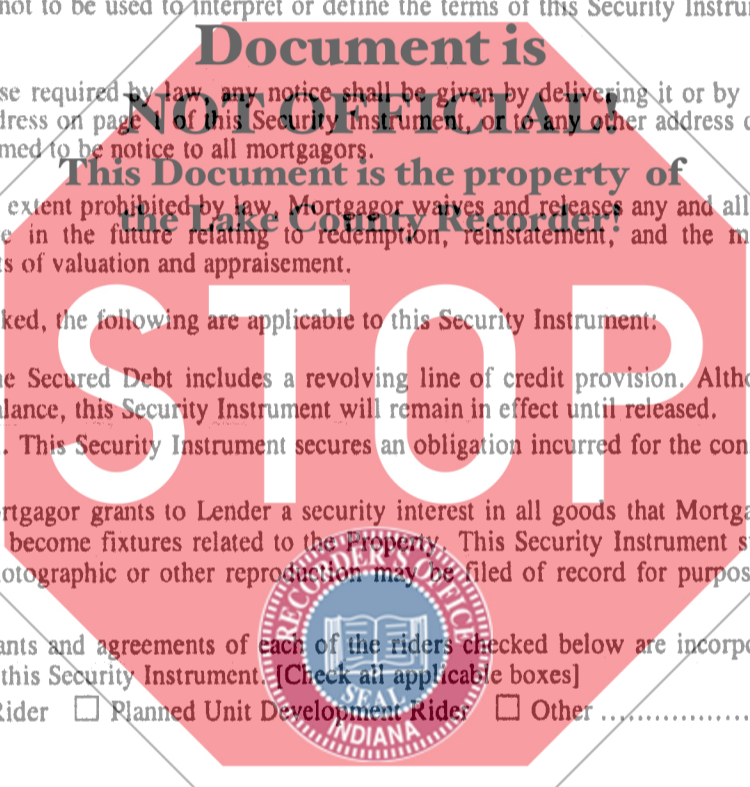 not to be used to interpret or define the terms of this Security Instrum
Document is
se required by law, any notice shall be given by delivering it or by
NOT OFFICIAL!
dress on page 1 of this Security Instrument, or to any other address d
med to be notice to all mortgagors.
This Document is the property of
extent prohibited by law, Mortgagor waives and releases any and all
the Lake County Recorder!
e in the future relating to redemption, reinstatement, and the m
s of valuation and appraisement.
ked, the following are applicable to this Security Instrument:
STOP
e Secured Debt includes a revolving line of credit provision. Altho
lance, this Security Instrument will remain in effect until released.
. This Security Instrument secures an obligation incurred for the con
rtgagor grants to Lender a security interest in all goods that Mortga
become fixtures related to the Property. This Security Instrument s
otographic or other reproduction may be filed of record for purpos
RECORDER'S OFFICE
ants and agreements of each of the riders checked below are incorpo
this Security Instrument. [Check all applicable boxes]
SEAL
Rider ☐ Planned Unit Development Rider ☐ Other ..................
INDIANA